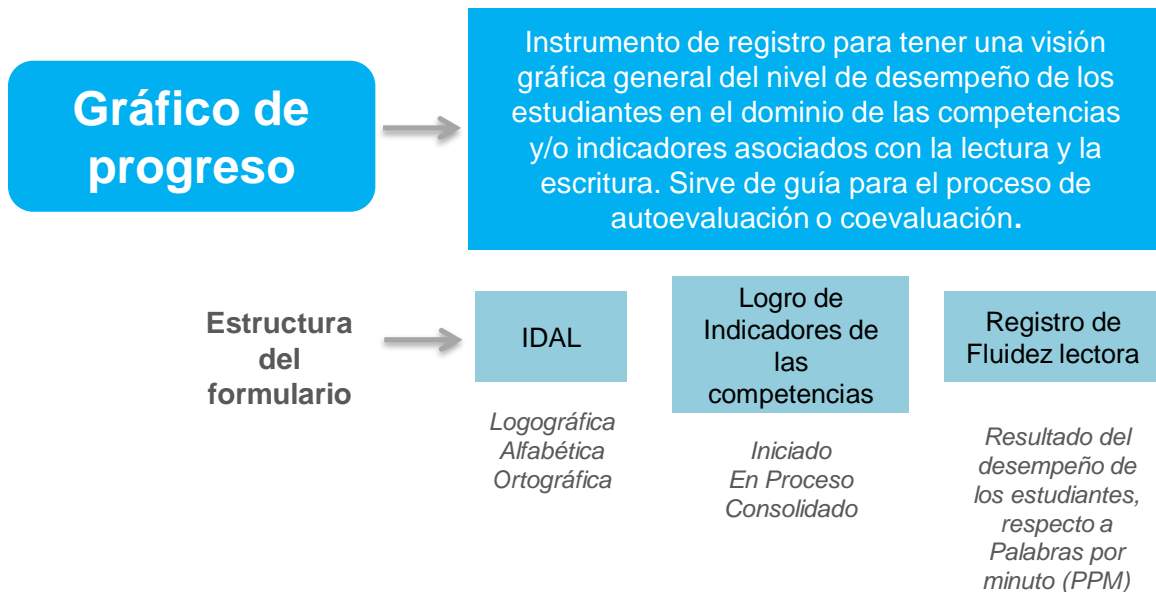 Gráfico de
progreso
Instrumento de registro para tener una visión
gráfica general del nivel de desempeño de los
estudiantes en el dominio de las competencias
y/o indicadores asociados con la lectura y la
escritura. Sirve de guía para el proceso de
autoevaluación o coevaluación.
Estructura
del
formulario
IDAL
Logográfica
Alfabética
Ortográfica
Logro de
Indicadores de
las
competencias
Iniciado
En Proceso
Consolidado
Registro de
Fluidez lectora
Resultado del
desempeño de
los estudiantes,
respecto a
Palabras por
minuto (PPM)